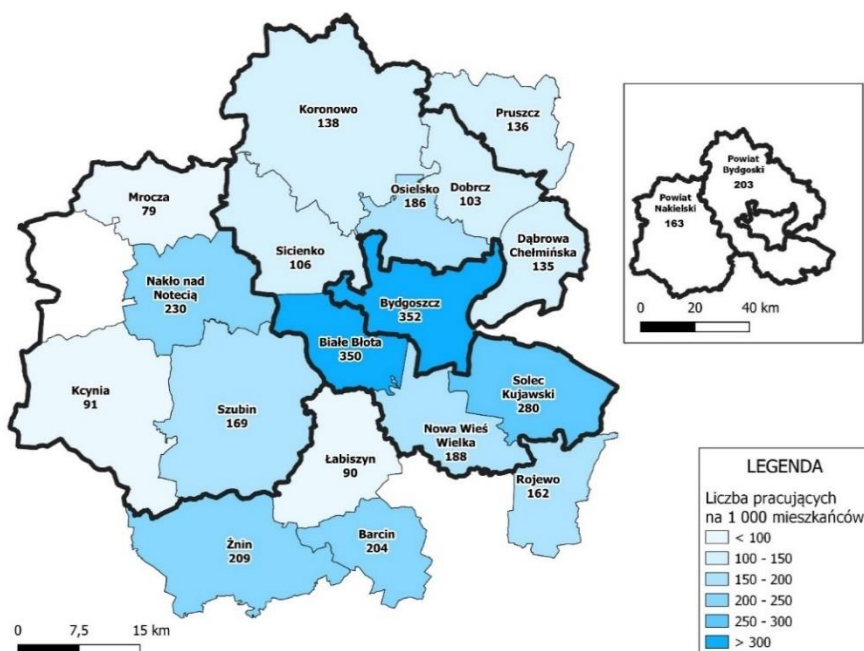 Koronowo
138
Pruszcz
136
Mrocza
79
Osielsko
186
Dobrcz
103
Sicienko
106
Dąbrowa
Chełmińska
135
Nakło nad
Notecią
230
Bydgoszcz
352
Białe Błota
350
Kcynia
91
Szubin
169
Solec
Kujawski
280
Nowa Wieś
Wielka
188
Łabiszyn
90
Rojewo
162
Żnin
209
Barcin
204
0 7,5 15 km
Powiat
Bydgoski
203
Powiat
Nakielski
163
0 20 40 km
LEGENDA
Liczba pracujących
na 1 000 mieszkańców
< 100
100 - 150
150 - 200
200 - 250
250 - 300
> 300